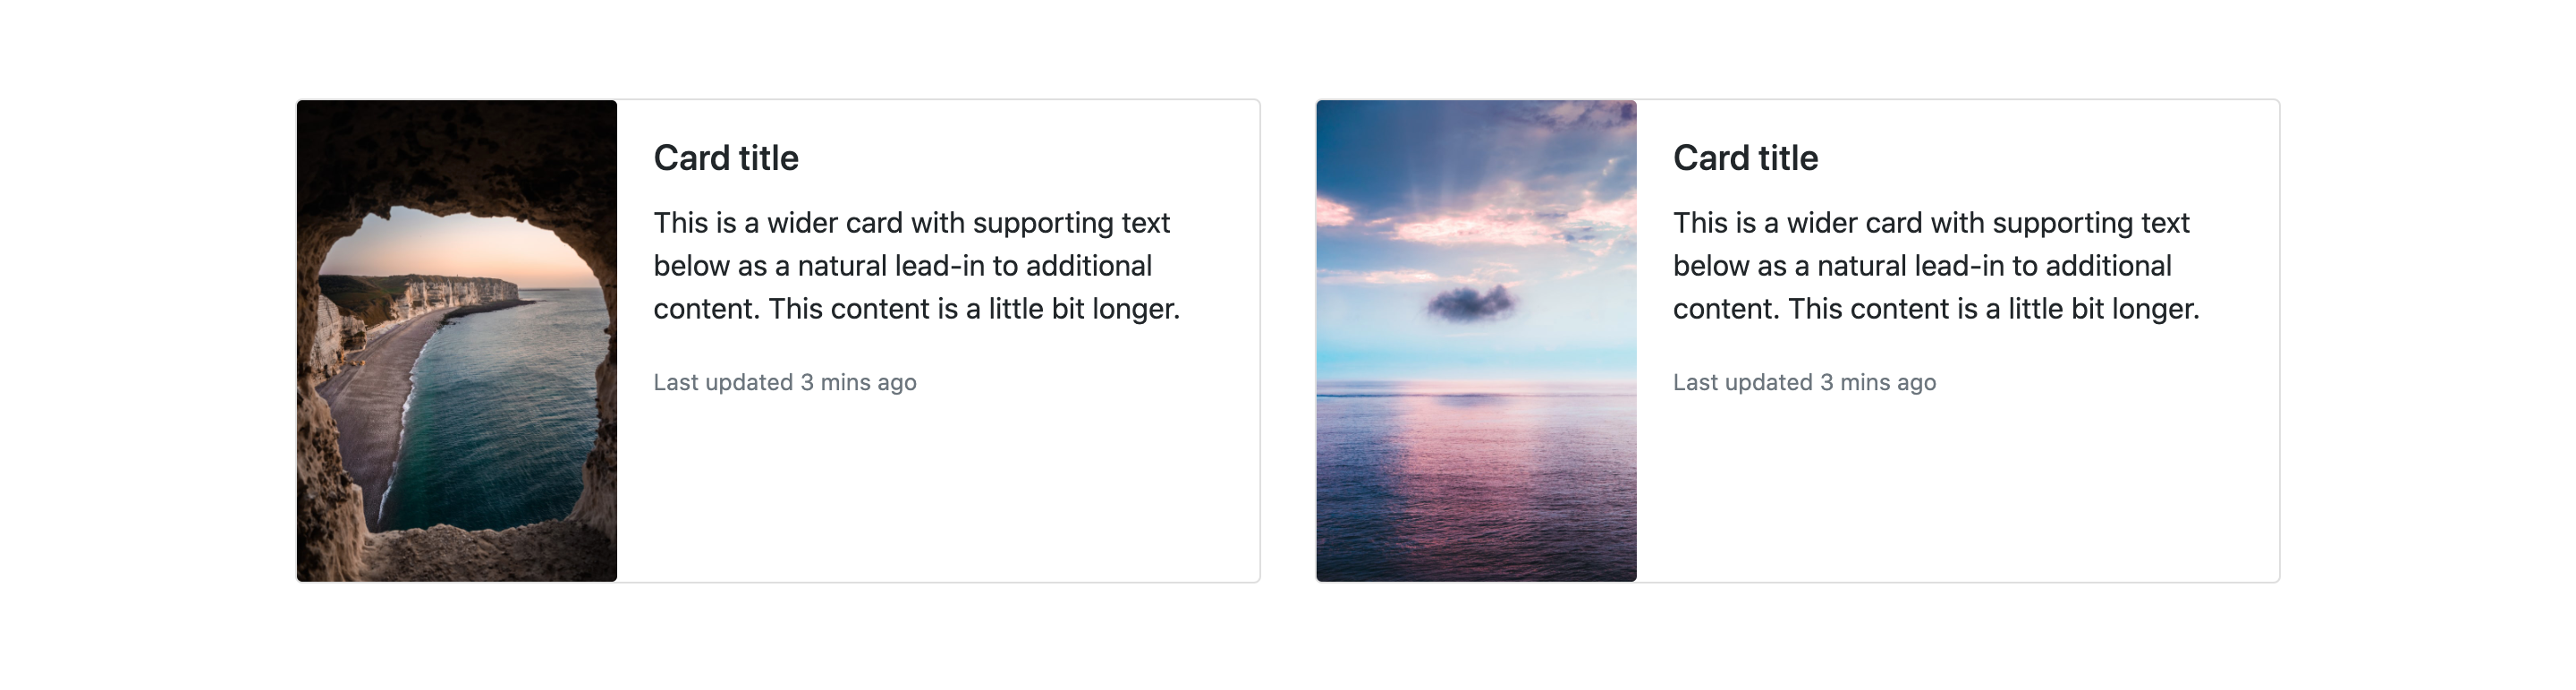 Card title
This is a wider card with supporting text
below as a natural lead-in to additional
content. This content is a little bit longer.
Last updated 3 mins ago
Card title
This is a wider card with supporting text
below as a natural lead-in to additional
content. This content is a little bit longer.
Last updated 3 mins ago